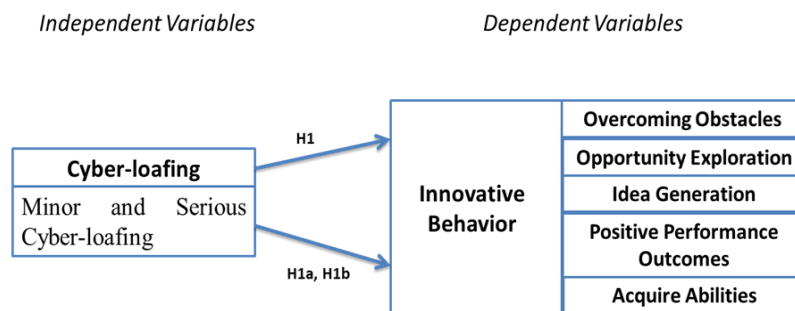 Independent Variables
Dependent Variables
H1
Cyber-loafing
Minor and Serious
Cyber-loafing
H1a, H1b
Innovative
Behavior
Overcoming Obstacles
Opportunity Exploration
Idea Generation
Positive Performance
Outcomes
Acquire Abilities